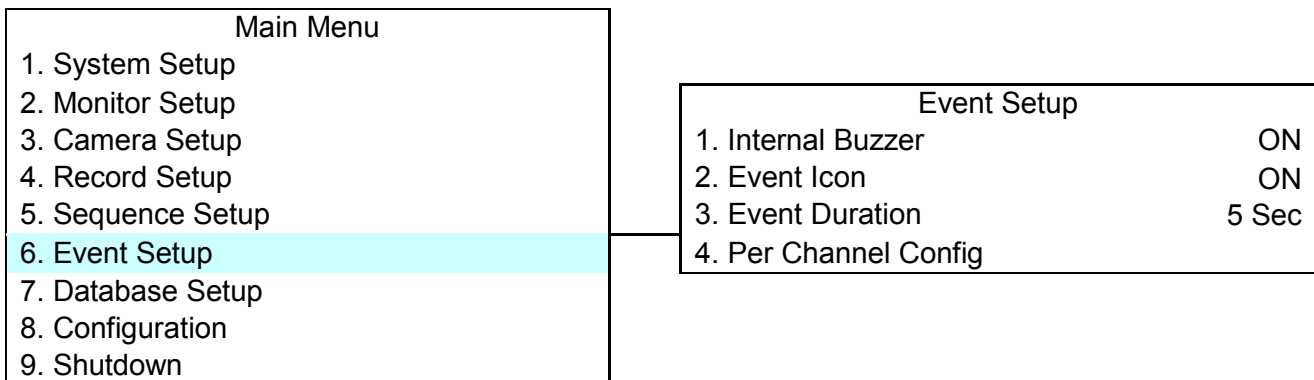 Main Menu
1. System Setup
2. Monitor Setup
3. Camera Setup
4. Record Setup
5. Sequence Setup
6. Event Setup
7. Database Setup
8. Configuration
9. Shutdown
Event Setup
1. Internal Buzzer ON
2. Event Icon ON
3. Event Duration 5 Sec
4. Per Channel Config